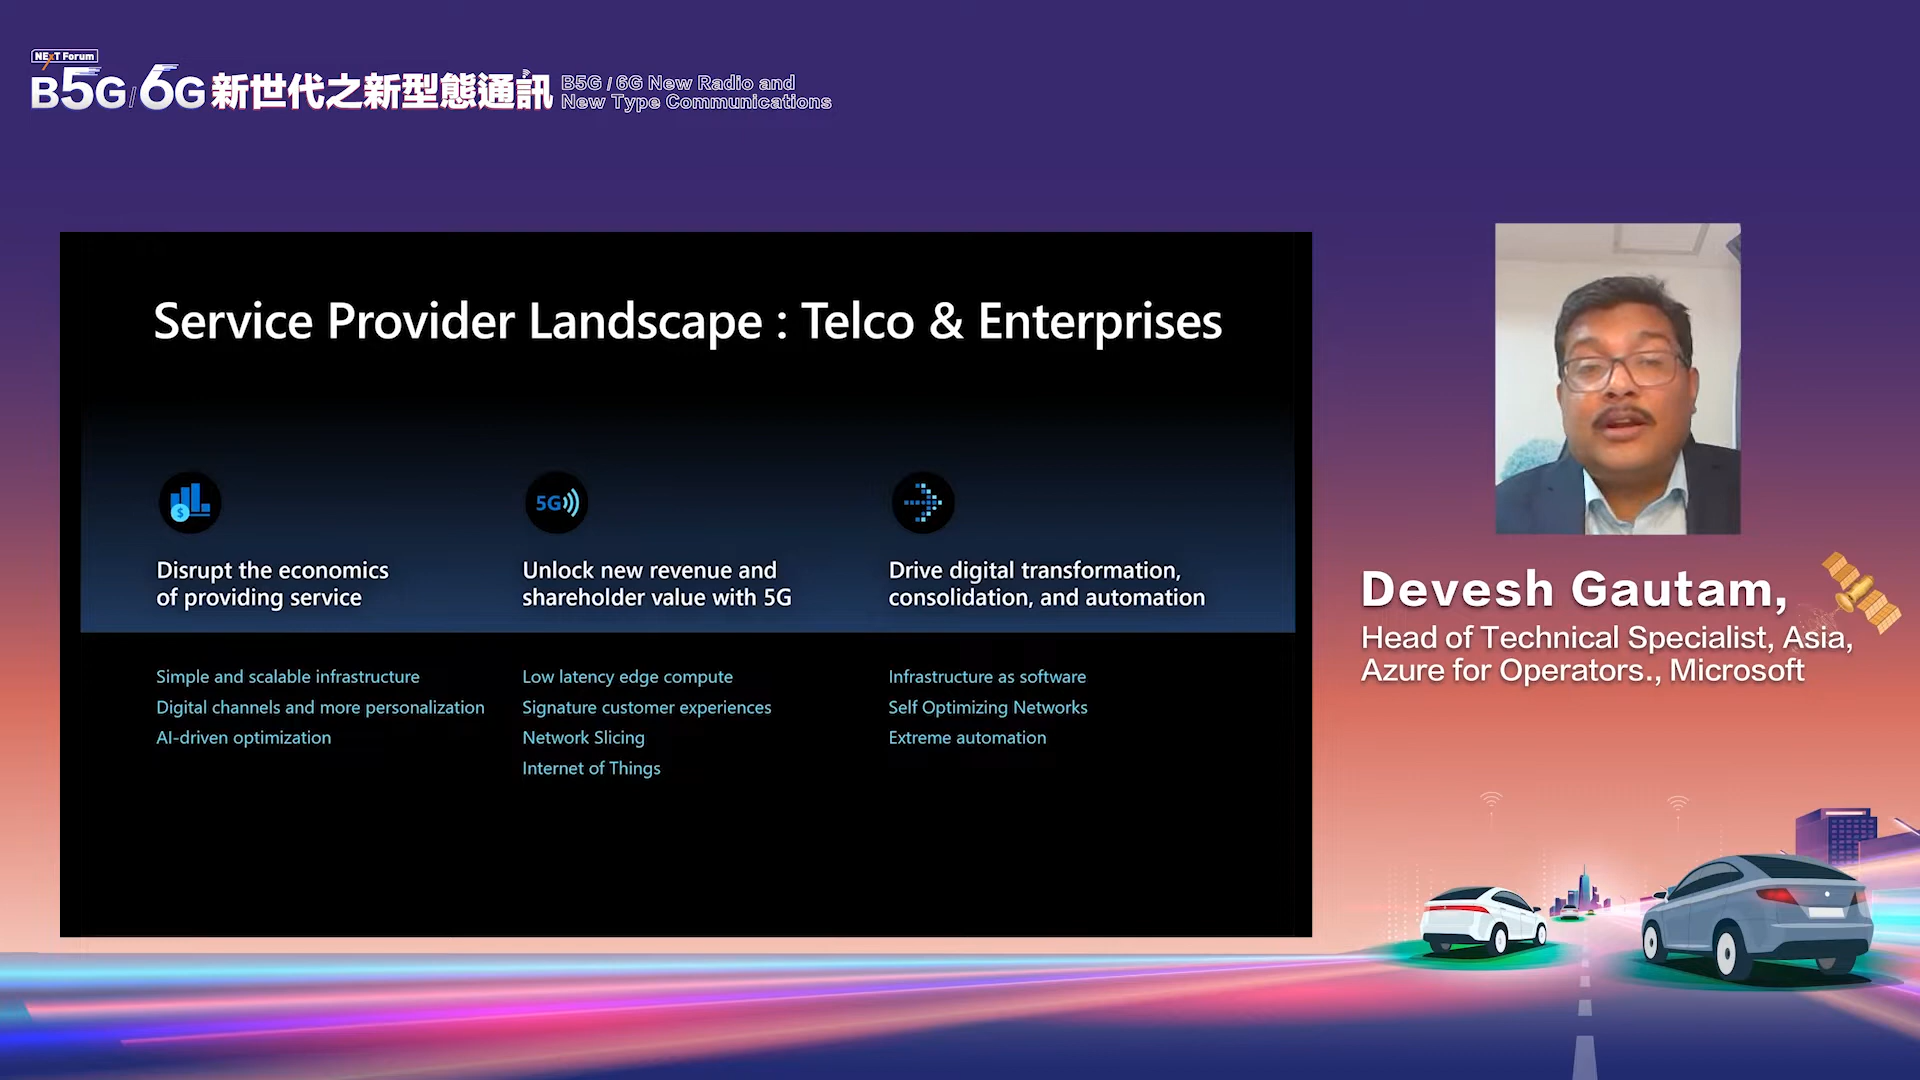 NExT Forum
B5G/6G新世代之新型態通訊
B5G / 6G New Radio and
New Type Communications
Service Provider Landscape : Telco & Enterprises
$
5G
Disrupt the economics
of providing service
Simple and scalable infrastructure
Digital channels and more personalization
AI-driven optimization
Unlock new revenue and
shareholder value with 5G
Low latency edge compute
Signature customer experiences
Network Slicing
Internet of Things
Drive digital transformation,
consolidation, and automation
Infrastructure as software
Self Optimizing Networks
Extreme automation
Devesh Gautam,
Head of Technical Specialist, Asia,
Azure for Operators., Microsoft